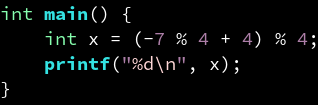 int main() {
    int x = (-7 % 4 + 4) % 4;
    printf("%d\n", x);
}